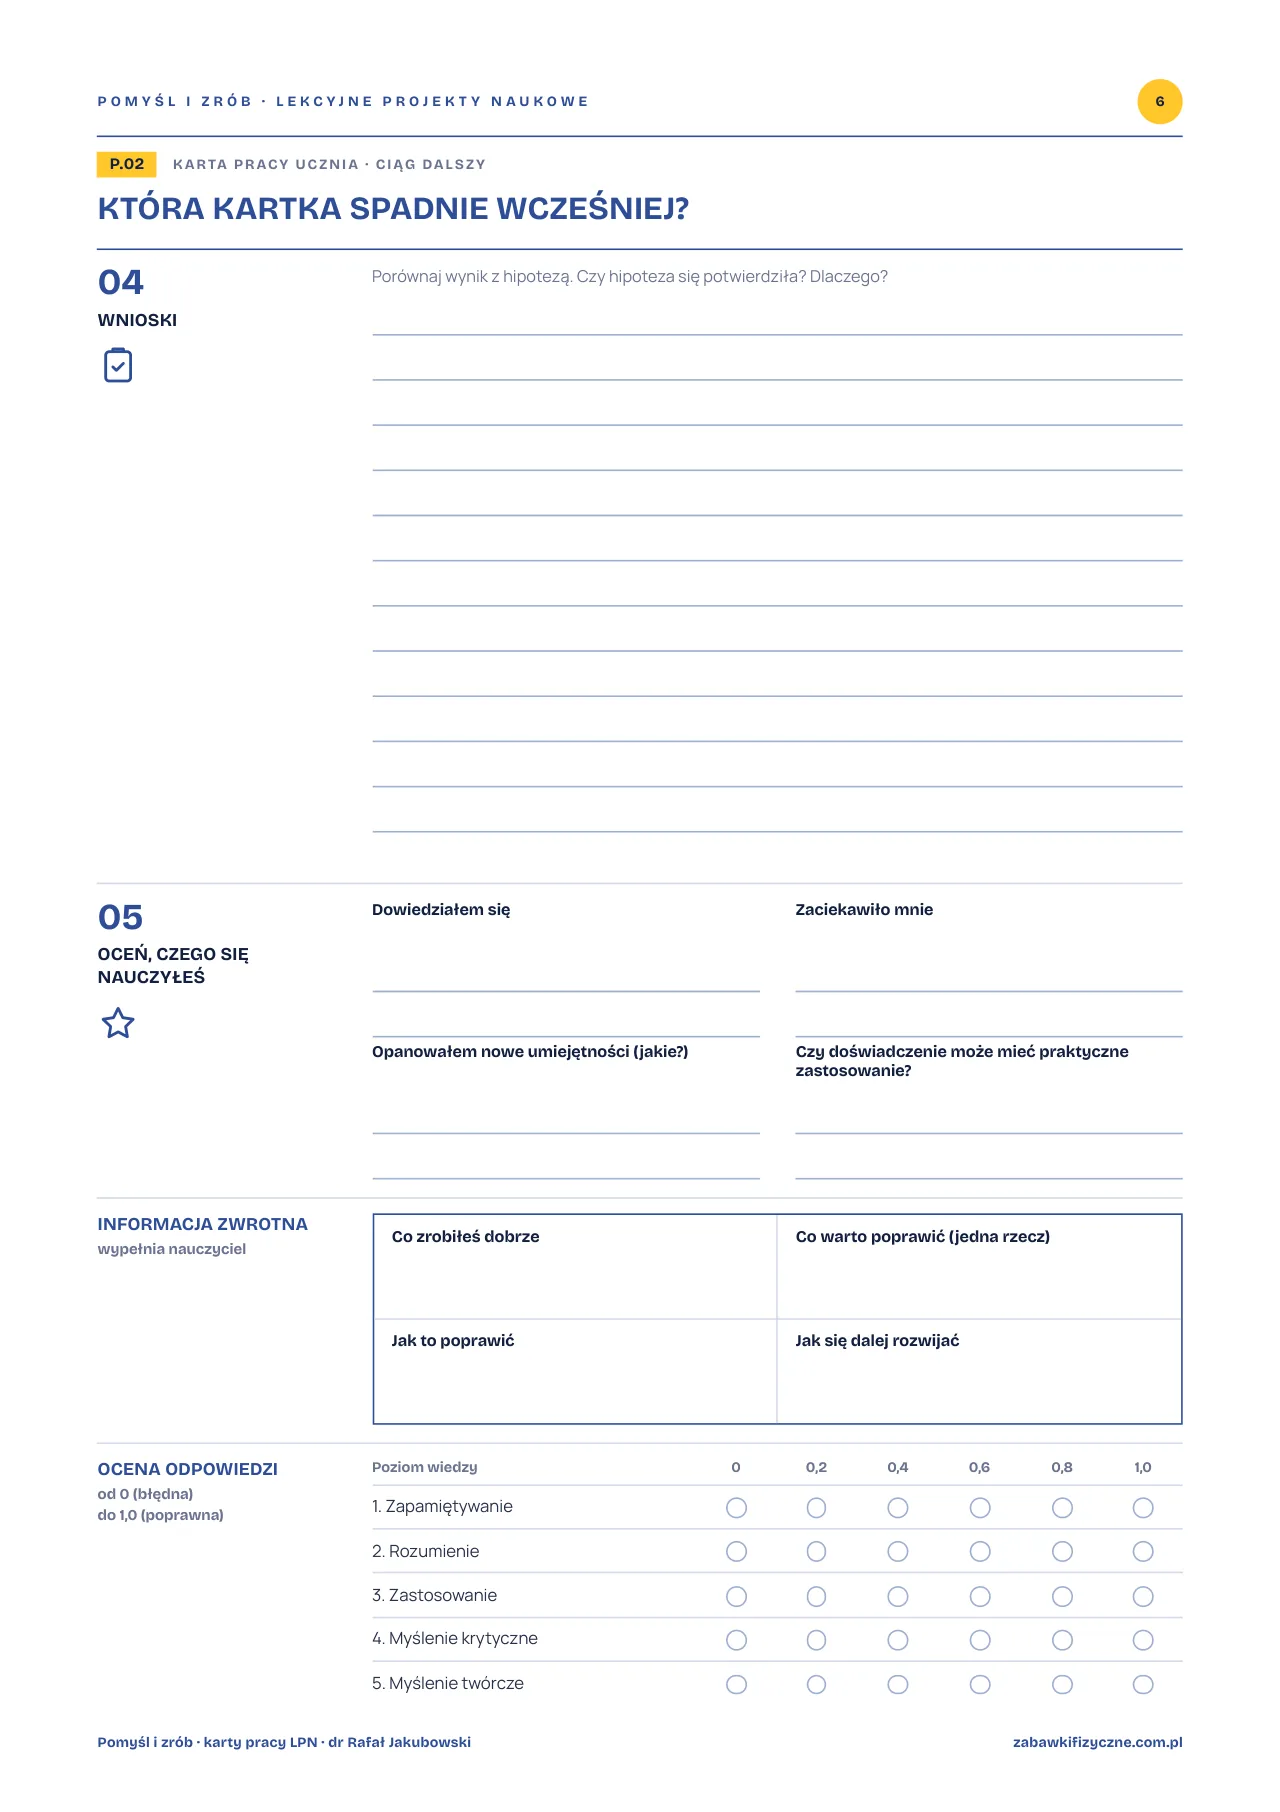 POMYŚL I ZRÓB · LEKCYJNE PROJEKTY NAUKOWE
6
P.02 KARTA PRACY UCZNIA · CIĄG DALSZY
KTÓRA KARTKA SPADNIE WCZEŚNIEJ?
04
WNIOSKI
Porównaj wynik z hipotezą. Czy hipoteza się potwierdziła? Dlaczego?
05
OCEŃ, CZEGO SIĘ
NAUCZYŁEŚ
Dowiedziałem się
Zaciekawiło mnie
Opanowałem nowe umiejętności (jakie?)
Czy doświadczenie może mieć praktyczne
zastosowanie?
INFORMACJA ZWROTNA
wypełnia nauczyciel
Co zrobiłeś dobrze
Co warto poprawić (jedna rzecz)
Jak to poprawić
Jak się dalej rozwijać
OCENA ODPOWIEDZI
od 0 (błędna)
do 1,0 (poprawna)
Poziom wiedzy 0 0,2 0,4 0,6 0,8 1,0
1. Zapamiętywanie
2. Rozumienie
3. Zastosowanie
4. Myślenie krytyczne
5. Myślenie twórcze
Pomyśl i zrób · karty pracy LPN · dr Rafał Jakubowski
zabawkifizyczne.com.pl